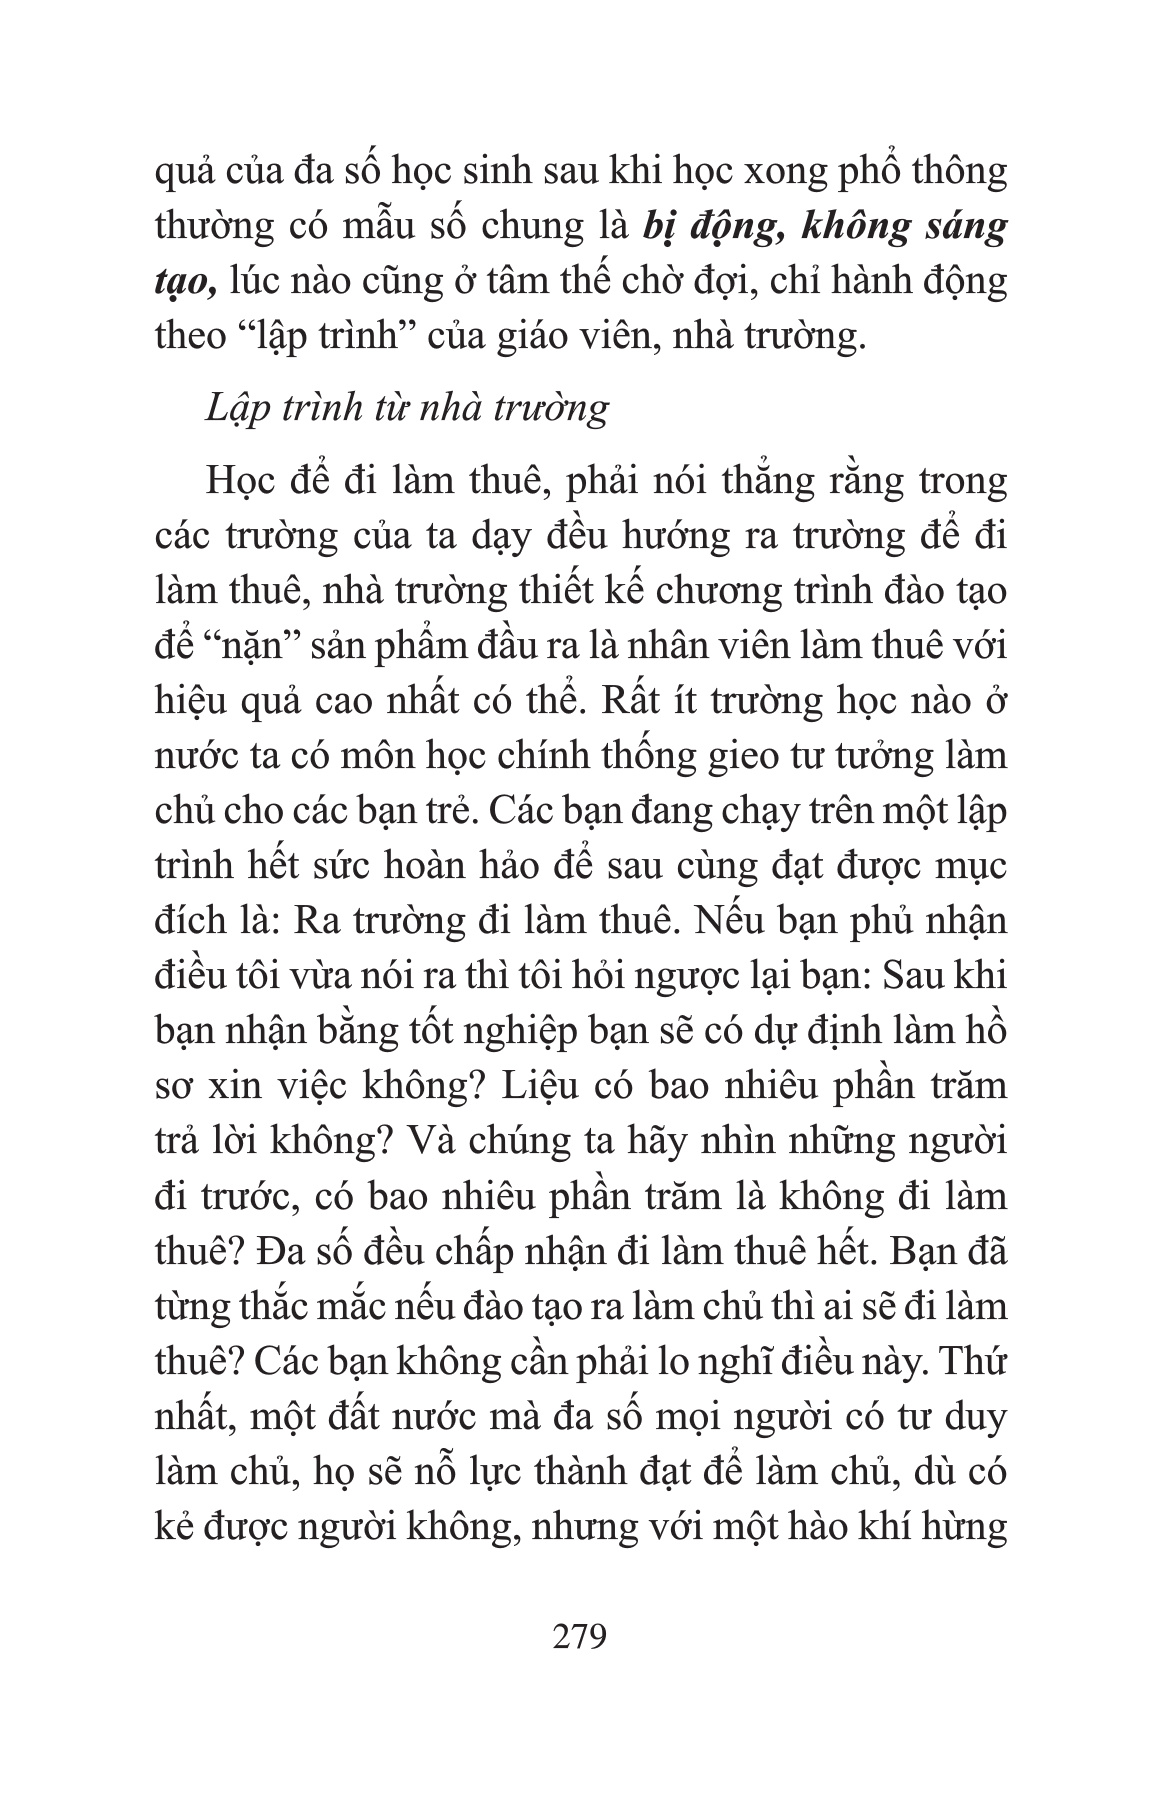 quả của đa số học sinh sau khi học xong phổ thông
thường có mẫu số chung là bị động, không sáng
tạo, lúc nào cũng ở tâm thế chờ đợi, chỉ hành động
theo “lập trình” của giáo viên, nhà trường.
Lập trình từ nhà trường
Học để đi làm thuê, phải nói thẳng rằng trong
các trường của ta dạy đều hướng ra trường để đi
làm thuê, nhà trường thiết kế chương trình đào tạo
để “nặn” sản phẩm đầu ra là nhân viên làm thuê với
hiệu quả cao nhất có thể. Rất ít trường học nào ở
nước ta có môn học chính thống gieo tư tưởng làm
chủ cho các bạn trẻ. Các bạn đang chạy trên một lập
trình hết sức hoàn hảo để sau cùng đạt được mục
đích là: Ra trường đi làm thuê. Nếu bạn phủ nhận
điều tôi vừa nói ra thì tôi hỏi ngược lại bạn: Sau khi
bạn nhận bằng tốt nghiệp bạn sẽ có dự định làm hồ
sơ xin việc không? Liệu có bao nhiêu phần trăm
trả lời không? Và chúng ta hãy nhìn những người
đi trước, có bao nhiêu phần trăm là không đi làm
thuê? Đa số đều chấp nhận đi làm thuê hết. Bạn đã
từng thắc mắc nếu đào tạo ra làm chủ thì ai sẽ đi làm
thuê? Các bạn không cần phải lo nghĩ điều này. Thứ
nhất, một đất nước mà đa số mọi người có tư duy
làm chủ, họ sẽ nỗ lực thành đạt để làm chủ, dù có
kẻ được người không, nhưng với một hào khí hừng
279